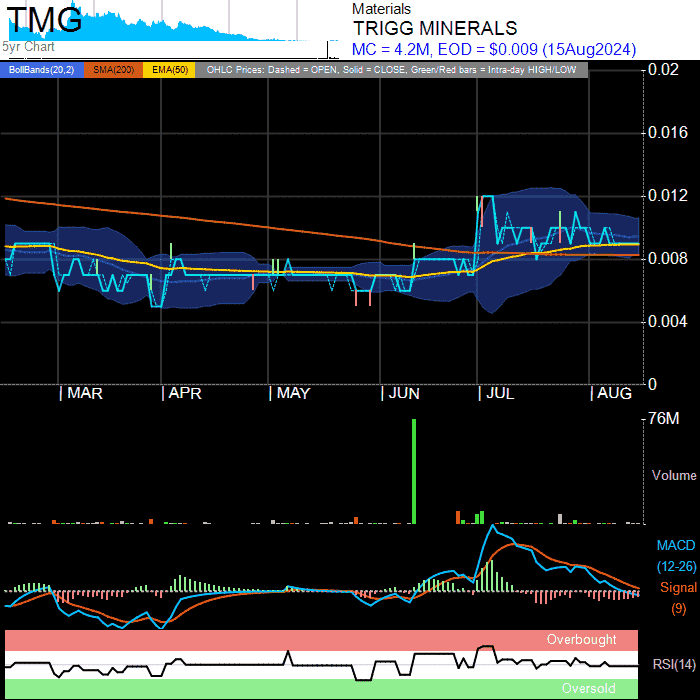 TMG
5yr Chart
Materials
TRIGG MINERALS
MC = 4.2M, EOD = $0.009 (15Aug2024)
BollBands(20,2) SMA(200) EMA(50) OHLC Prices: Dashed = OPEN, Solid = CLOSE, Green/Red bars = Intra-day HIGH/LOW
0.02
0.016
0.012
0.008
0.004
0
MAR APR MAY JUN JUL AUG
76M
Volume
MACD
(12-26)
Signal
(9)
Overbought
RSI(14)
Oversold